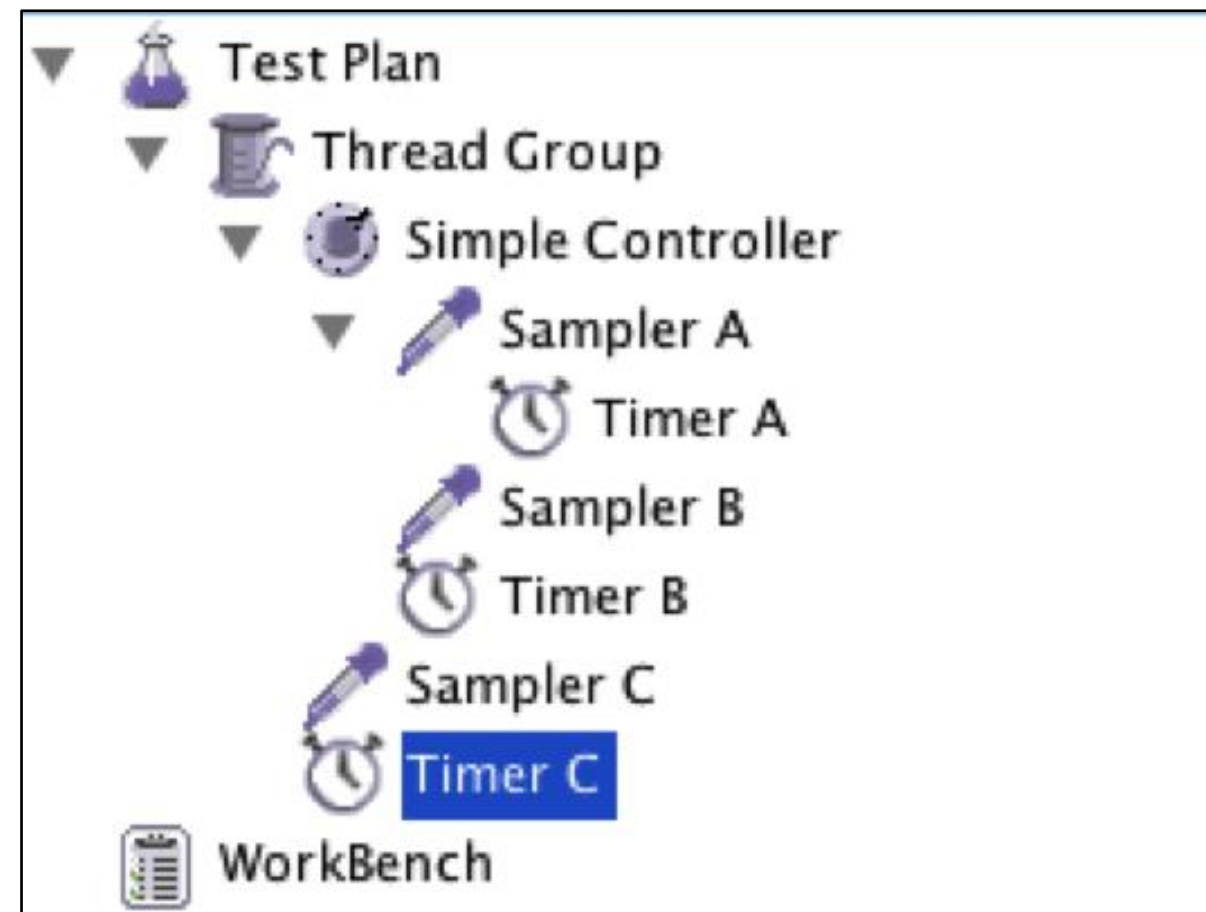 Test Plan
Thread Group
Simple Controller
Sampler A
Timer A
Sampler B
Timer B
Sampler C
Timer C
WorkBench